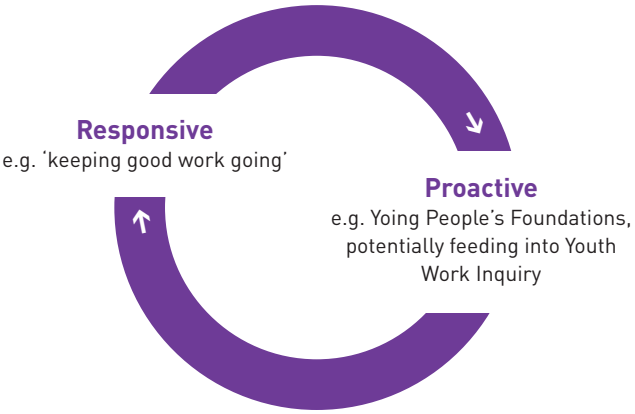 Responsive
e.g. ‘keeping good work going’
Proactive
e.g. Yoing People’s Foundations,
potentially feeding into Youth
Work Inquiry